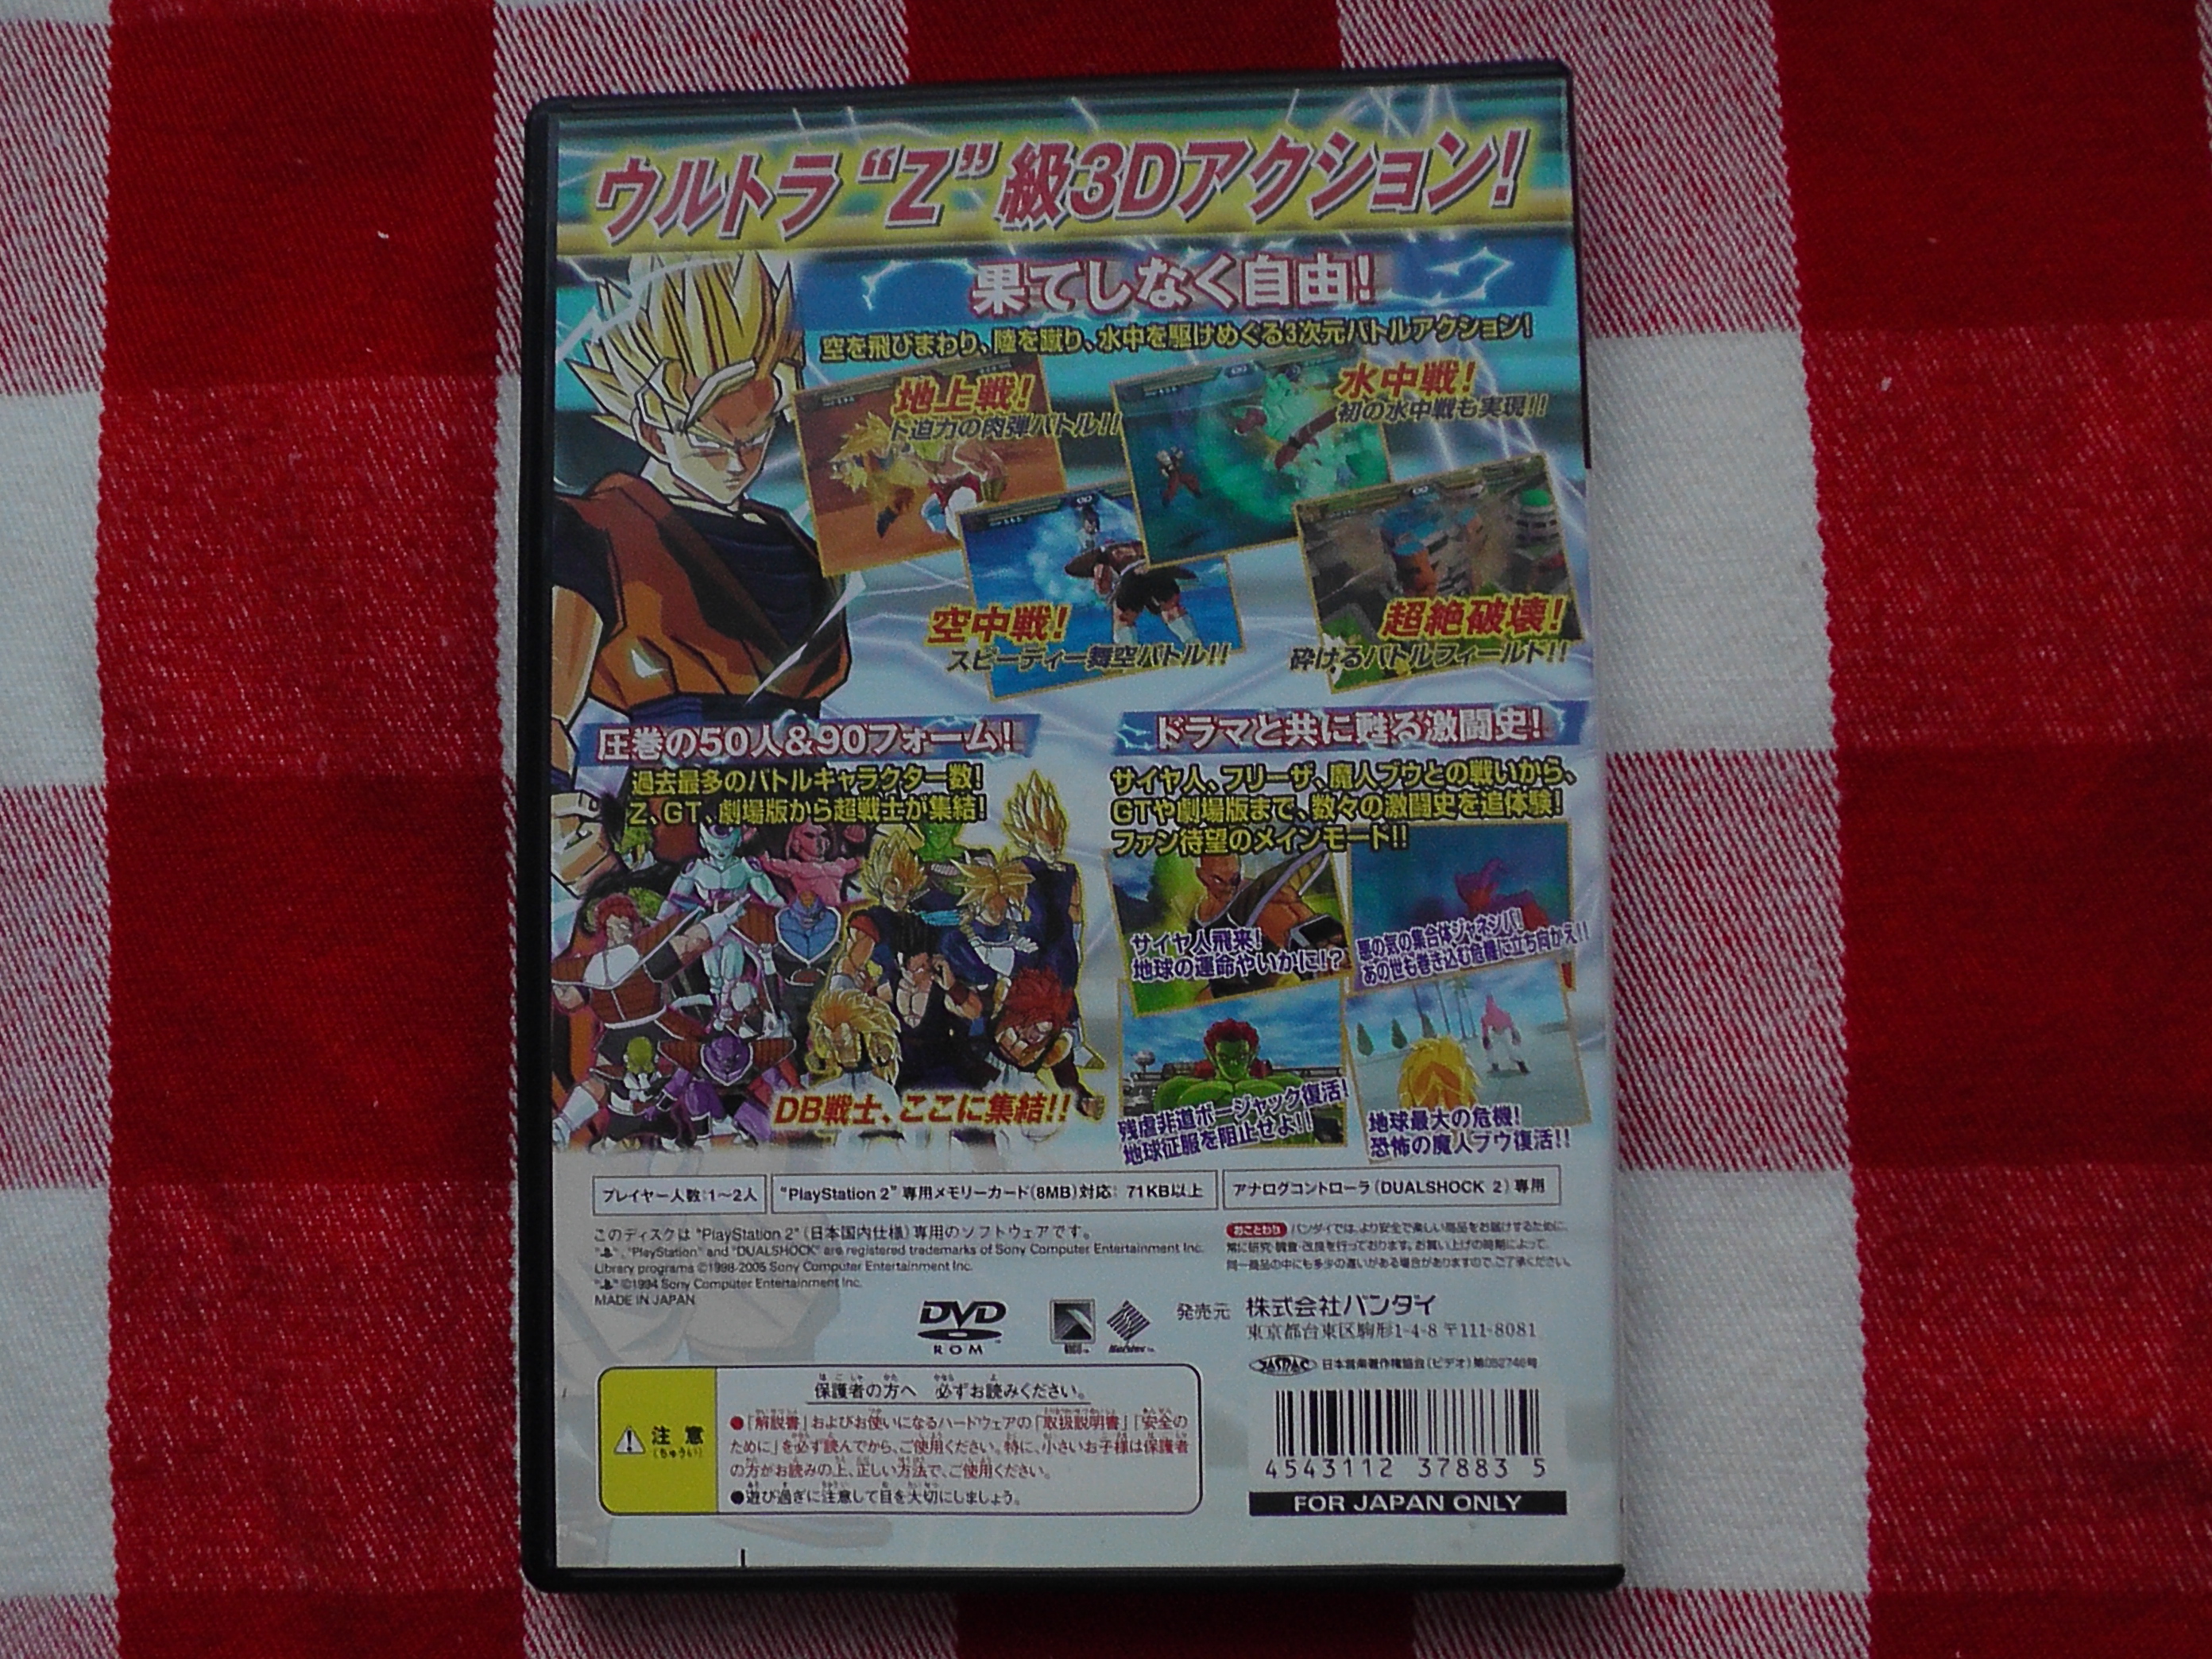 ウルトラ“Z”級3Dアクション!
果てしなく自由!
空を飛びまわり、陸を蹴り、水中を駆けめぐる3次元バトルアクション!
地上戦!
ド迫力の肉弾バトル!!
水中戦!
初の水中戦も実現!!
空中戦!
スピーディー舞空バトル!!
超絶破壊!
砕けるバトルフィールド!!
圧巻の50人&90フォーム!
過去最多のバトルキャラクター数!
Z、GT、劇場版から超戦士が集結!
DB戦士、ここに集結!!
ドラマと共に甦る激闘史!
サイヤ人、フリーザ、魔人ブウとの戦いから、
GTや劇場版まで、数々の激闘史を追体験!
ファン待望のメインモード!!
サイヤ人飛来!
地球の運命やいかに!?
悪の気の集合体ジャネンバ!
あの世も巻き込む危機に立ち向かえ!!
残虐非道ボージャック復活!
地球征服を阻止せよ!!
地球最大の危機!
恐怖の魔人ブウ復活!!
プレイヤー人数:1〜2人
“PlayStation 2” 専用メモリーカード(8MB)対応: 71KB以上
アナログコントローラ(DUALSHOCK 2)専用
このディスクは “PlayStation 2” (日本国内仕様) 専用のソフトウェアです。
“ ”, “PlayStation” and “DUALSHOCK” are registered trademarks of Sony Computer Entertainment Inc.
Library programs ©1998-2005 Sony Computer Entertainment Inc.
“ ” ©1994 Sony Computer Entertainment Inc.
MADE IN JAPAN
おことわり バンダイでは、より安全で楽しい商品をお届けするために、
常に研究・調査・改良を行っております。お買い上げの時期によって、
同一商品の中にも多少の違いがある場合がありますので、ご了承ください。
DVD
ROM
発売元 株式会社バンダイ
東京都台東区駒形1-4-8 〒111-8081
JASRAC 日本音楽著作権協会(ビデオ)第052746号
注意
(ちゅうい)
保護者の方へ 必ずお読みください。
●「解説書」およびお使いになるハードウェアの「取扱説明書」「安全の
ために」を必ず読んでから、ご使用ください。特に、小さいお子様は保護者
の方がお読みの上、正しい方法で、ご使用ください。
●遊び過ぎに注意して目を大切にしましょう。
4543112 37883 5
FOR JAPAN ONLY